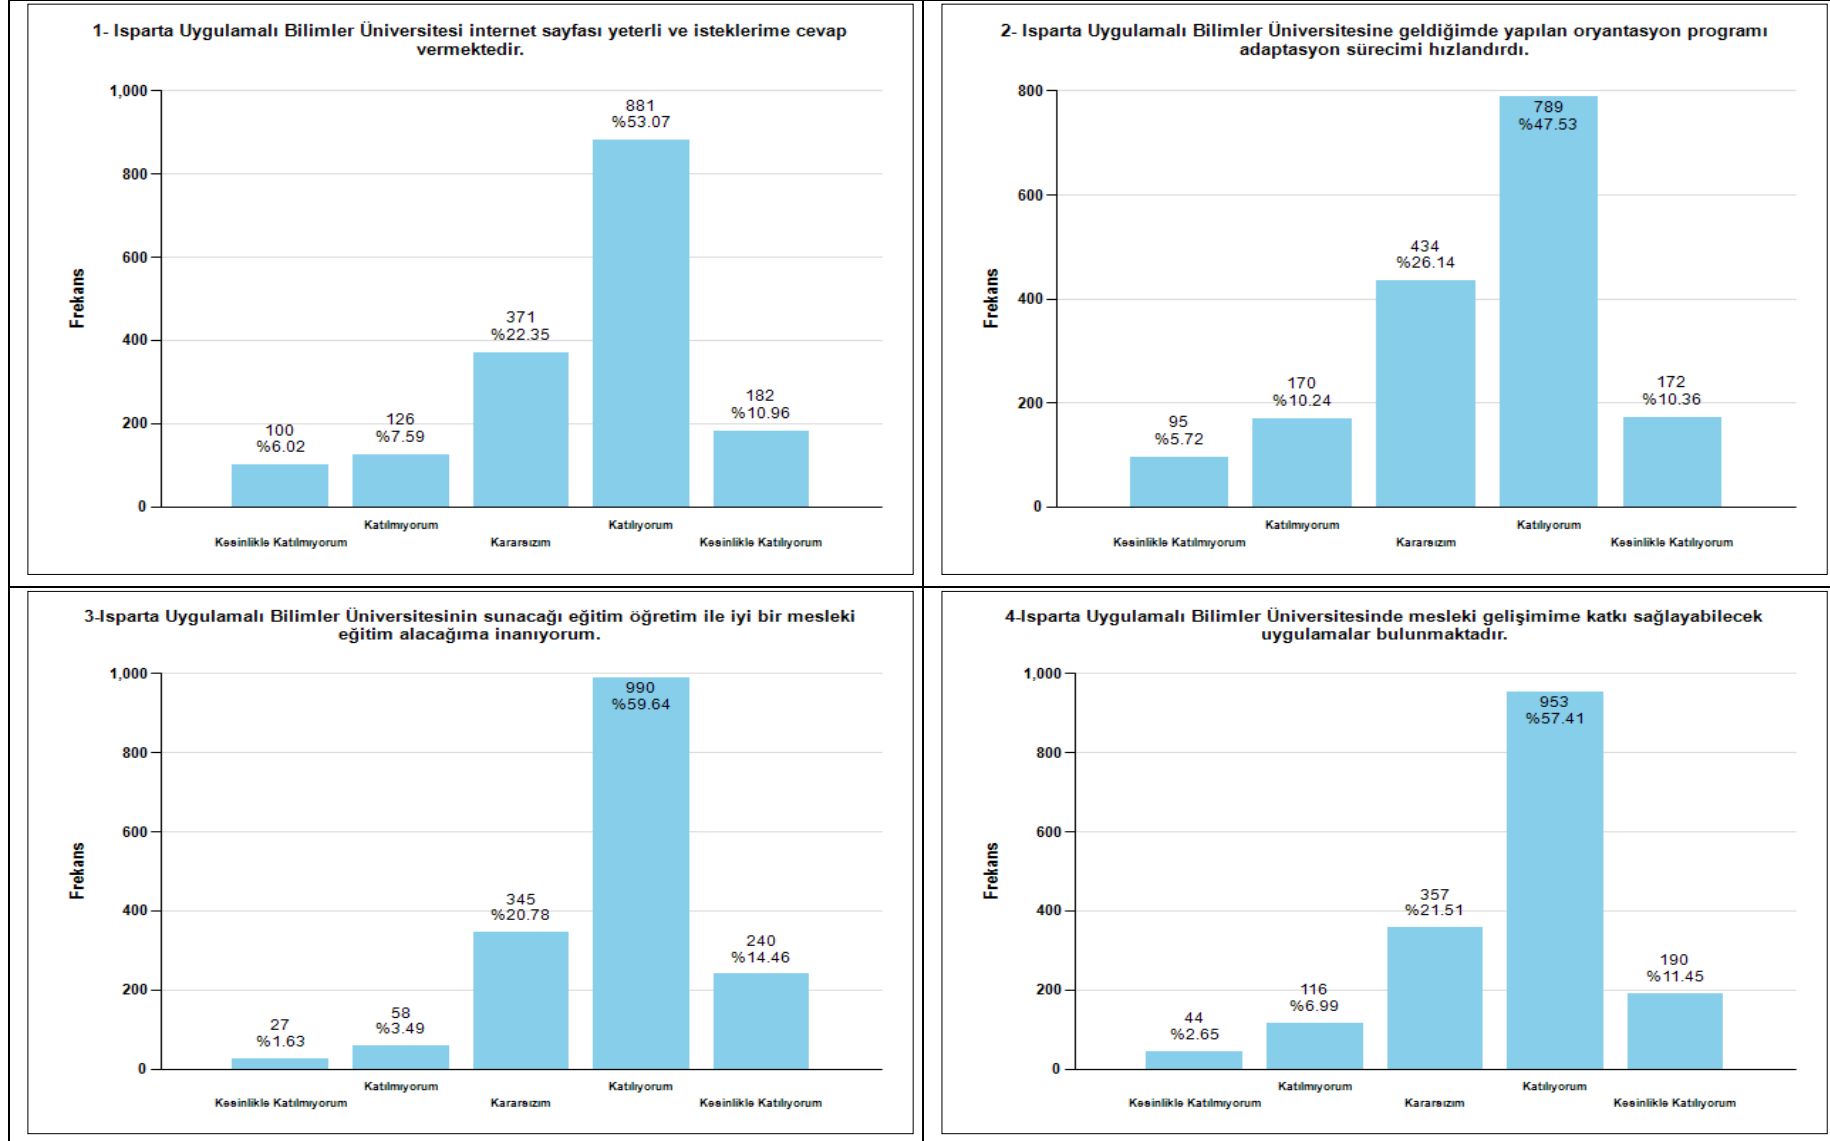 1- Isparta Uygulamalı Bilimler Üniversitesi internet sayfası yeterli ve isteklerime cevap
vermektedir.
1,000
800
600
400
200
0
Frekans
100
%6.02
126
%7.59
371
%22.35
881
%53.07
182
%10.96
Kesinlikle Katılmıyorum
Katılmıyorum
Kararsızım
Katılıyorum
Kesinlikle Katılıyorum
2- Isparta Uygulamalı Bilimler Üniversitesine geldiğimde yapılan oryantasyon programı
adaptasyon sürecimi hızlandırdı.
800
600
400
200
0
Frekans
95
%5.72
170
%10.24
434
%26.14
789
%47.53
172
%10.36
Kesinlikle Katılmıyorum
Katılmıyorum
Kararsızım
Katılıyorum
Kesinlikle Katılıyorum
3-Isparta Uygulamalı Bilimler Üniversitesinin sunacağı eğitim öğretim ile iyi bir mesleki
eğitim alacağıma inanıyorum.
1,000
800
600
400
200
0
Frekans
27
%1.63
58
%3.49
345
%20.78
990
%59.64
240
%14.46
Kesinlikle Katılmıyorum
Katılmıyorum
Kararsızım
Katılıyorum
Kesinlikle Katılıyorum
4-Isparta Uygulamalı Bilimler Üniversitesinde mesleki gelişimime katkı sağlayabilecek
uygulamalar bulunmaktadır.
1,000
800
600
400
200
0
Frekans
44
%2.65
116
%6.99
357
%21.51
953
%57.41
190
%11.45
Kesinlikle Katılmıyorum
Katılmıyorum
Kararsızım
Katılıyorum
Kesinlikle Katılıyorum